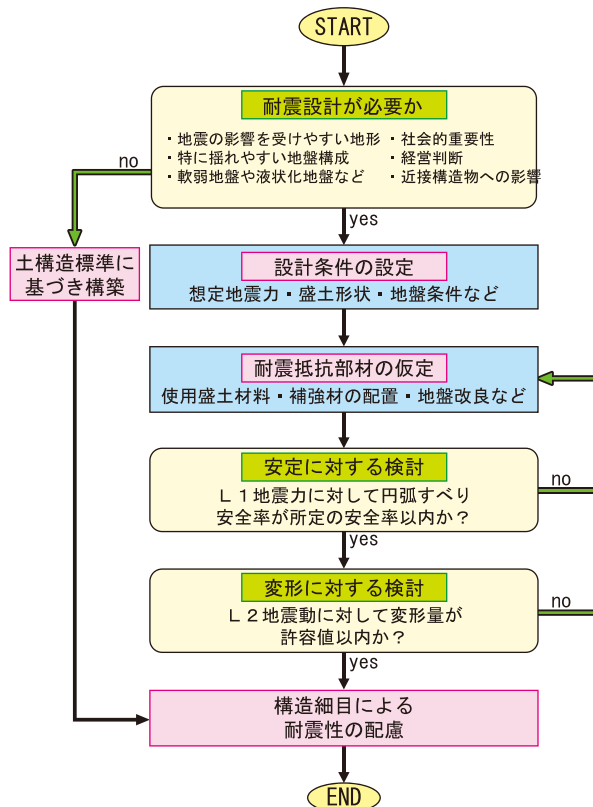 START
耐震設計が必要か
・地震の影響を受けやすい地形 ・社会的重要性
・特に揺れやすい地盤構成 ・経営判断
・軟弱地盤や液状化地盤など ・近接構造物への影響
no
yes
土構造標準に
基づき構築
設計条件の設定
想定地震力・盛土形状・地盤条件など
耐震抵抗部材の仮定
使用盛土材料・補強材の配置・地盤改良など
安定に対する検討
L1地震力に対して円弧すべり
安全率が所定の安全率以内か?
no
yes
変形に対する検討
L2地震動に対して変形量が
許容値以内か?
no
yes
構造細目による
耐震性の配慮
END